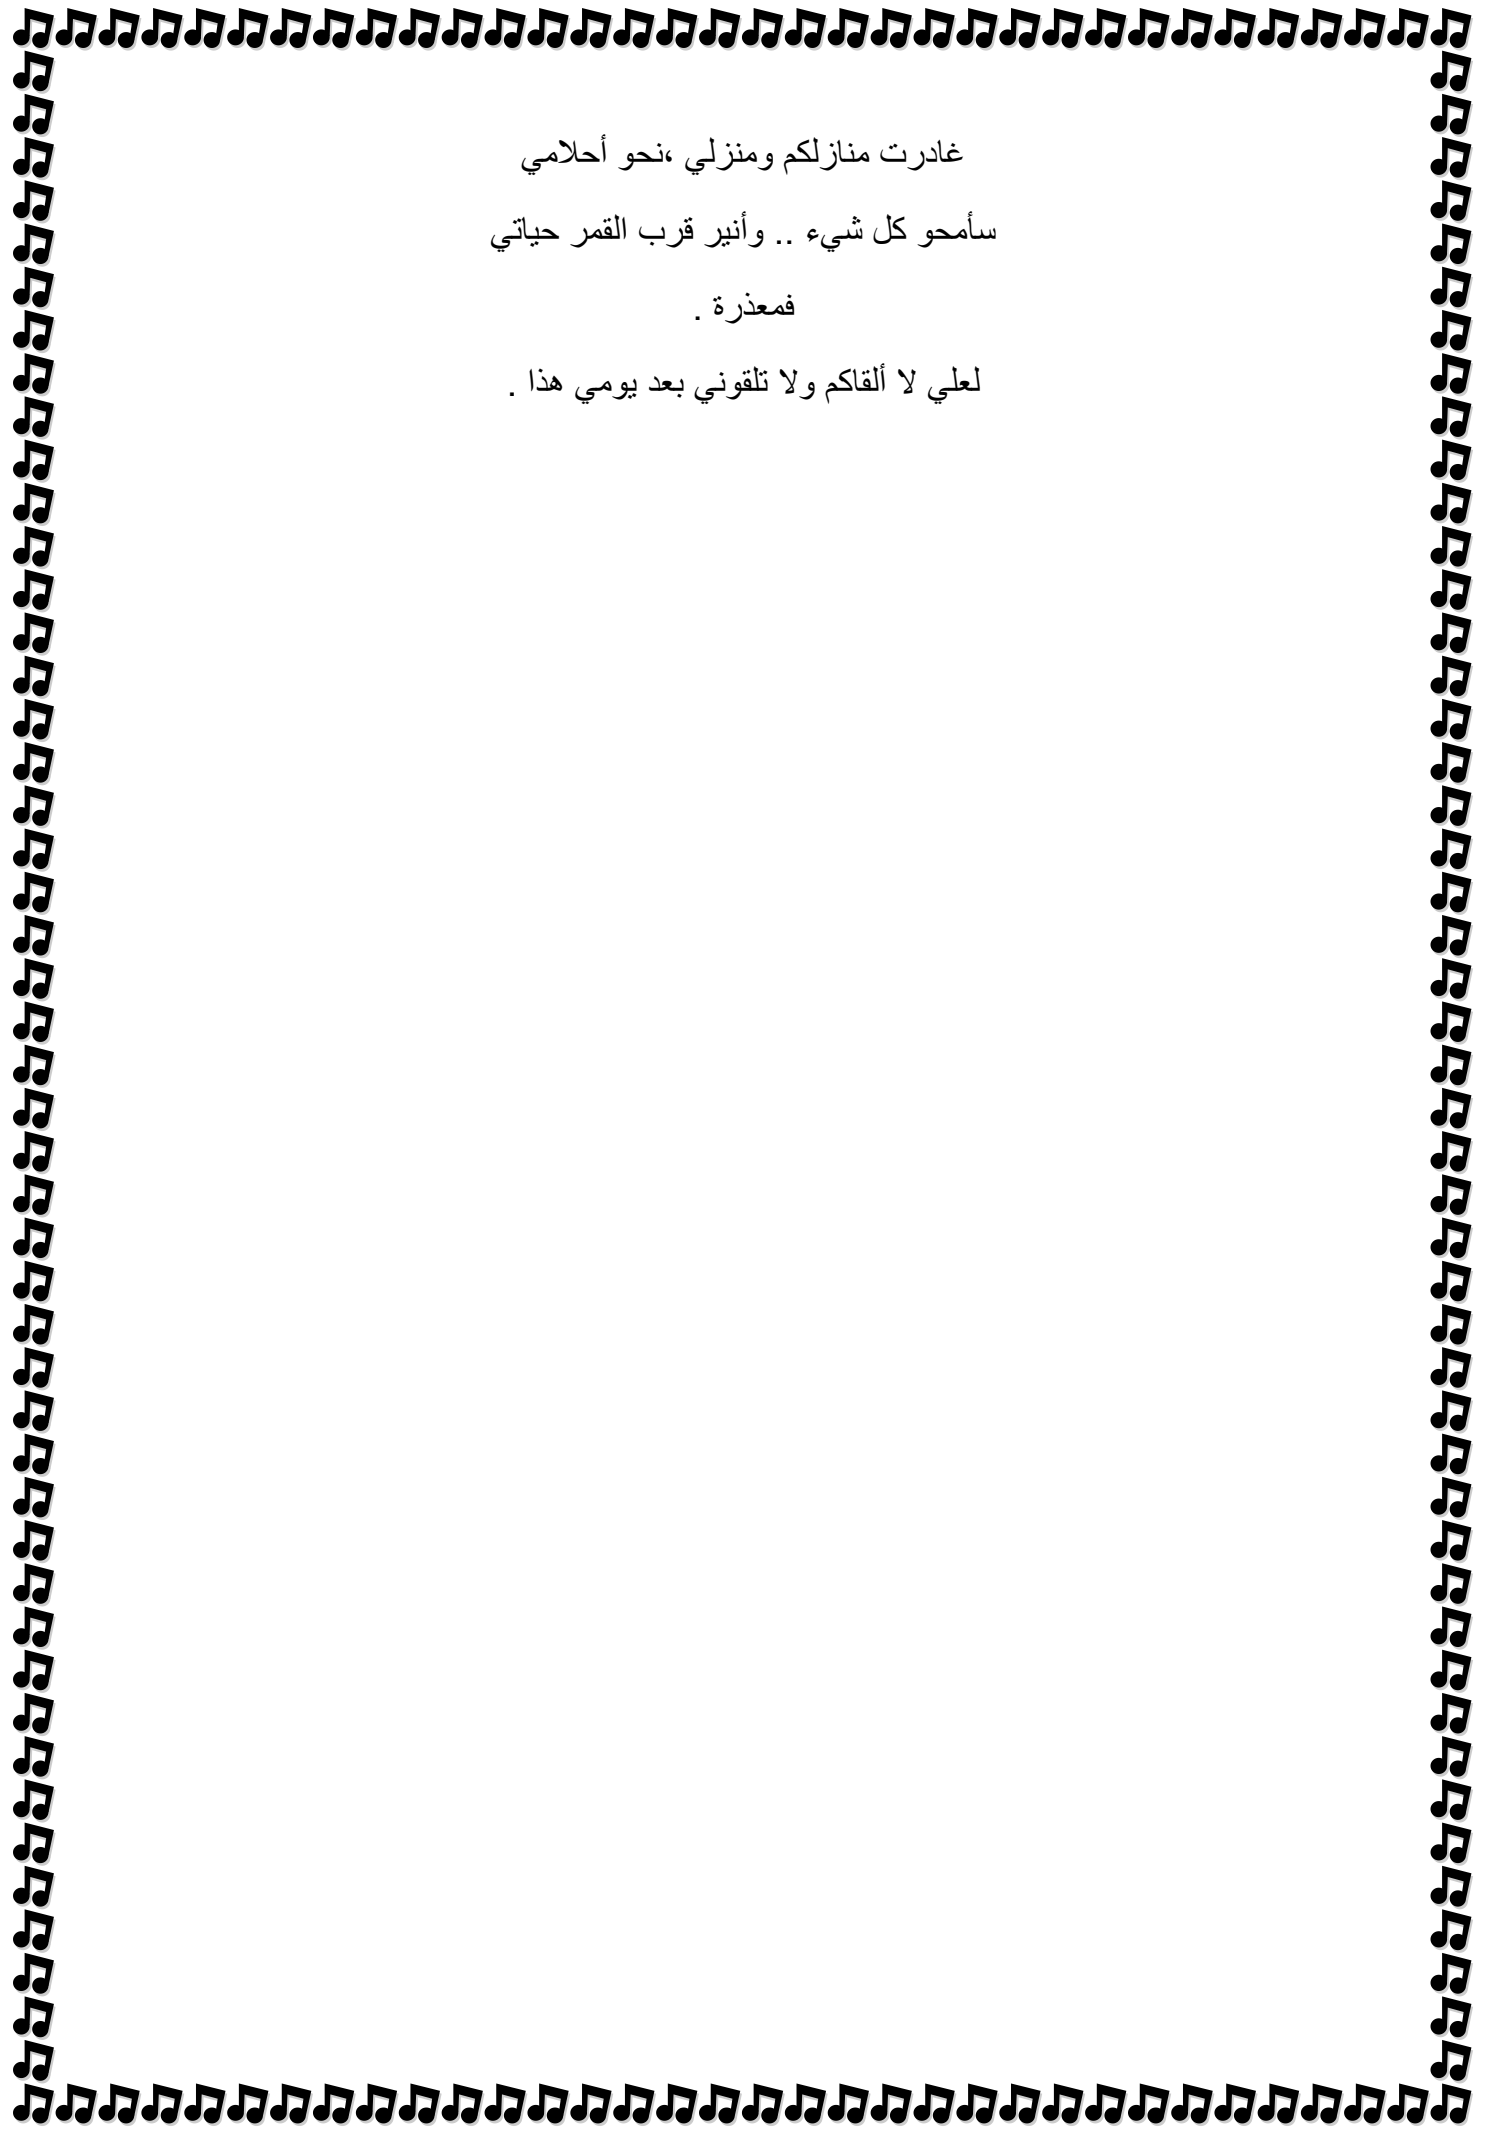 غادرت منازلكم ومنزلي ،نحو أحلامي
سأمحو كل شيء .. وأنير قرب القمر حياتي
فمعذرة .
لعلي لا ألقاكم ولا تلقوني بعد يومي هذا .